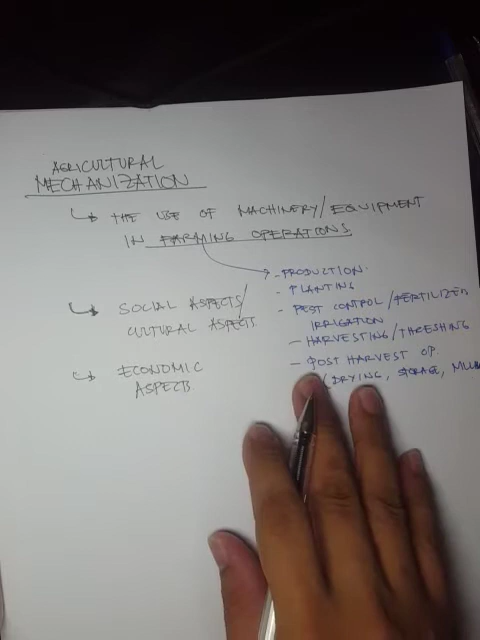 AGRICULTURAL
MECHANIZATION
THE USE OF MACHINERY/EQUIPMENT
IN FARMING OPERATIONS
- PRODUCTION
- PLANTING
- PEST CONTROL/FERTILIZER
IRRIGATION
- HARVESTING/THRESHING
- POST HARVEST OP.
(DRYING, STORAGE,
SOCIAL ASPECTS/
CULTURAL ASPECTS
ECONOMIC
ASPECTS